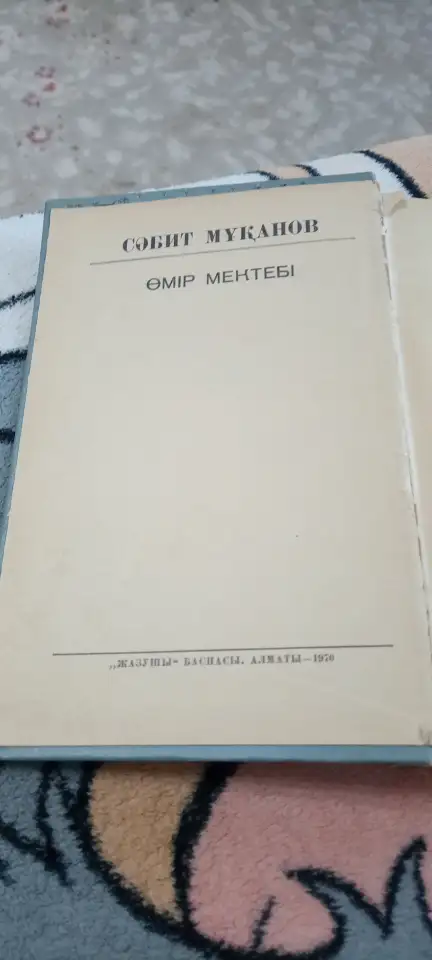 СӘБИТ МҰҚАНОВ
ӨМІР МЕКТЕБІ
„ЖАЗУШЫ“ БАСПАСЫ. АЛМАТЫ—1970